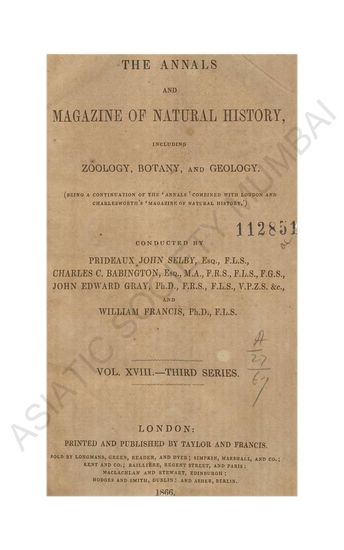 THE ANNALS
AND
MAGAZINE OF NATURAL HISTORY,
INCLUDING
ZOOLOGY, BOTANY, AND GEOLOGY.
(BEING A CONTINUATION OF THE 'ANNALS' COMBINED WITH LOUDON AND
CHARLESWORTH'S 'MAGAZINE OF NATURAL HISTORY.')
112851
CONDUCTED BY
PRIDEAUX JOHN SELBY, ESQ., F.L.S.,
CHARLES C. BABINGTON, ESQ., M.A., F.R.S., F.L.S., F.G.S.,
JOHN EDWARD GRAY, PH.D., F.R.S., F.L.S., V.P.Z.S. &c.,
AND
WILLIAM FRANCIS, PH.D., F.L.S.
A
27
67
VOL. XVIII.—THIRD SERIES.
LONDON:
PRINTED AND PUBLISHED BY TAYLOR AND FRANCIS.
SOLD BY LONGMANS, GREEN, READER, AND DYER; SIMPKIN, MARSHALL, AND CO.;
KENT AND CO.; BAILLIÈRE, REGENT STREET, AND PARIS:
MACLACHLAN AND STEWART, EDINBURGH:
HODGES AND SMITH, DUBLIN: AND ASHER, BERLIN.
1866.
ASIATIC SOCIETY MUMBAI